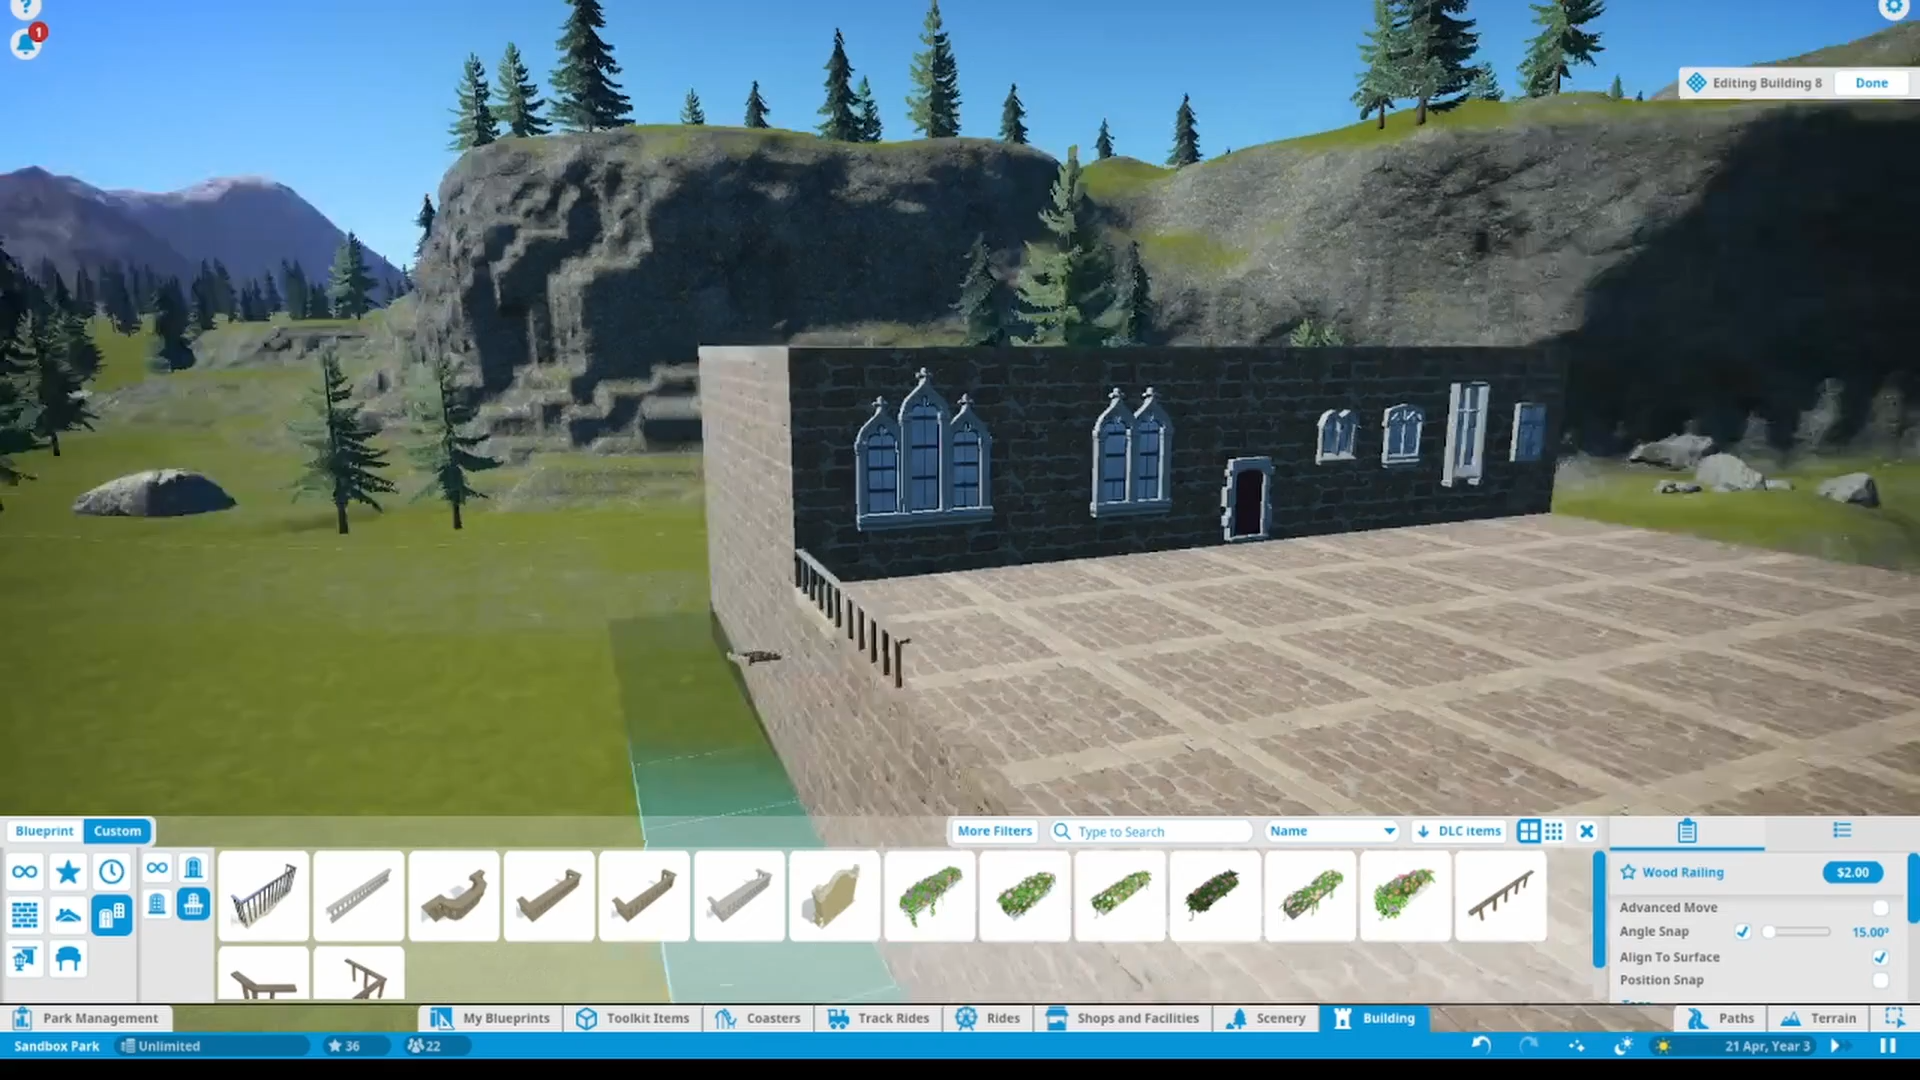 ?
1
Editing Building 8 Done
Blueprint Custom
More Filters Type to Search Name DLC items
Wood Railing $2.00
Advanced Move
Angle Snap 15.00°
Align To Surface
Position Snap
Park Management My Blueprints Toolkit Items Coasters Track Rides Rides Shops and Facilities Scenery Building Paths Terrain
Sandbox Park Unlimited 36 22 21 Apr, Year 3